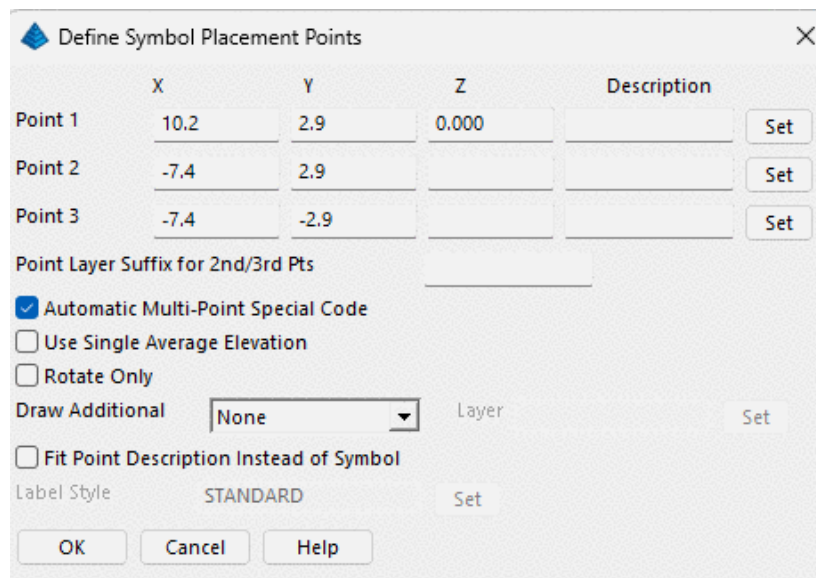 Define Symbol Placement Points
X Y Z Description
Point 1 10.2 2.9 0.000 Set
Point 2 -7.4 2.9 Set
Point 3 -7.4 -2.9 Set
Point Layer Suffix for 2nd/3rd Pts
Automatic Multi-Point Special Code
Use Single Average Elevation
Rotate Only
Draw Additional None Layer Set
Fit Point Description Instead of Symbol
Label Style STANDARD Set
OK Cancel Help